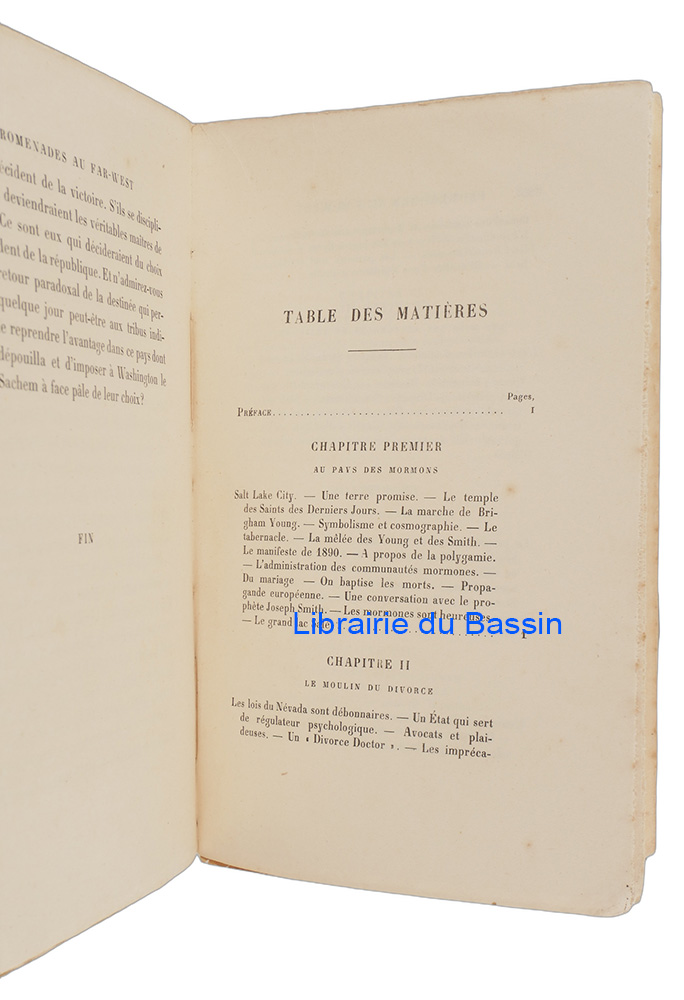 PROMENADES AU FAR-WEST
de la victoire. S'ils se discipli-
deviendraient les véritables maîtres de
Ce sont eux qui décideraient du choix
de la république. Et n'admirez-vous
retour paradoxal de la destinée qui per-
quelque jour peut-être aux tribus indi-
reprendre l'avantage dans ce pays dont
dépouilla et d'imposer à Washington le
Sachem à face pâle de leur choix?
FIN
TABLE DES MATIÈRES
Pages,
PRÉFACE. . . . . . . . . . . . . . . . . . . . . . . . . . . I
CHAPITRE PREMIER
AU PAYS DES MORMONS
Salt Lake City. — Une terre promise. — Le temple
des Saints des Derniers Jours. — La marche de Bri-
gham Young. — Symbolisme et cosmographie. — Le
tabernacle. — La mêlée des Young et des Smith. —
Le manifeste de 1890. — A propos de la polygamie.
— L'administration des communautés mormones. —
Du mariage — On baptise les morts. — Propa-
gande européenne. — Une conversation avec le pro-
phète Joseph Smith. — Les mormones sont heureuses.
— Le grand lac Salé. . . . . . . . . . . . . 1
Librairie du Bassin
CHAPITRE II
LE MOULIN DU DIVORCE
Les lois du Névada sont débonnaires. — Un État qui sert
de régulateur psychologique. — Avocats et plai-
deuses. — Un « Divorce Doctor ». — Les impréca-